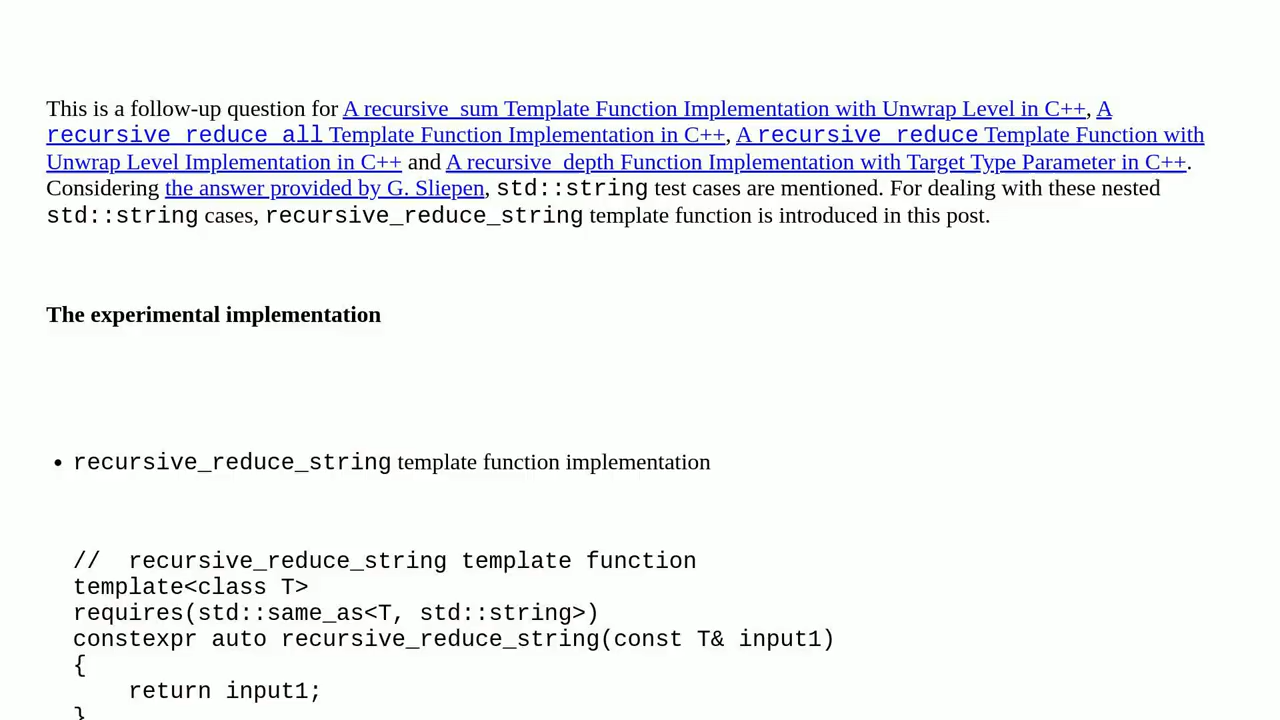 This is a follow-up question for A recursive_sum Template Function Implementation with Unwrap Level in C++, A
recursive_reduce_all Template Function Implementation in C++, A recursive_reduce Template Function with
Unwrap Level Implementation in C++ and A recursive_depth Function Implementation with Target Type Parameter in C++.
Considering the answer provided by G. Sliepen, std::string test cases are mentioned. For dealing with these nested
std::string cases, recursive_reduce_string template function is introduced in this post.
The experimental implementation
• recursive_reduce_string template function implementation
//  recursive_reduce_string template function
template<class T>
requires(std::same_as<T, std::string>)
constexpr auto recursive_reduce_string(const T& input1)
{
    return input1;
}